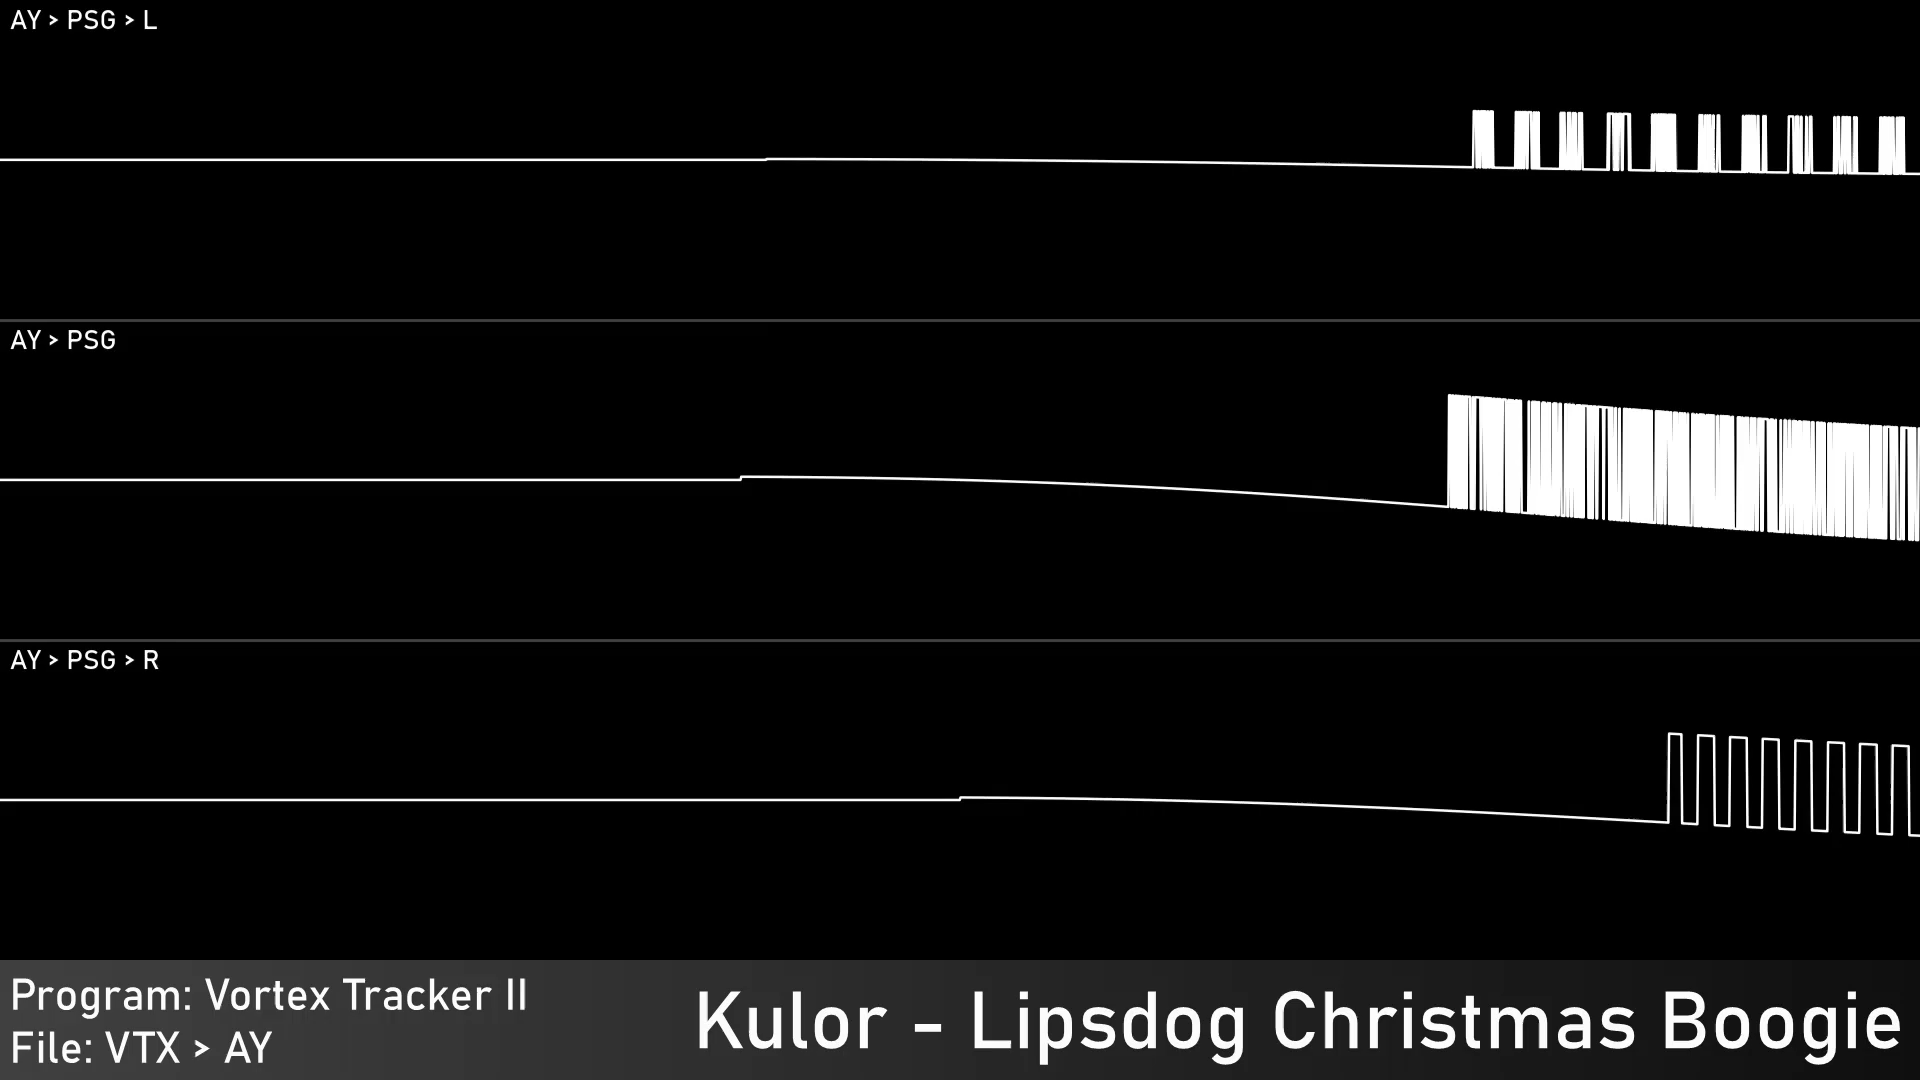 AY > PSG > L
AY > PSG
AY > PSG > R
Program: Vortex Tracker II
File: VTX > AY
Kulor - Lipsdog Christmas Boogie